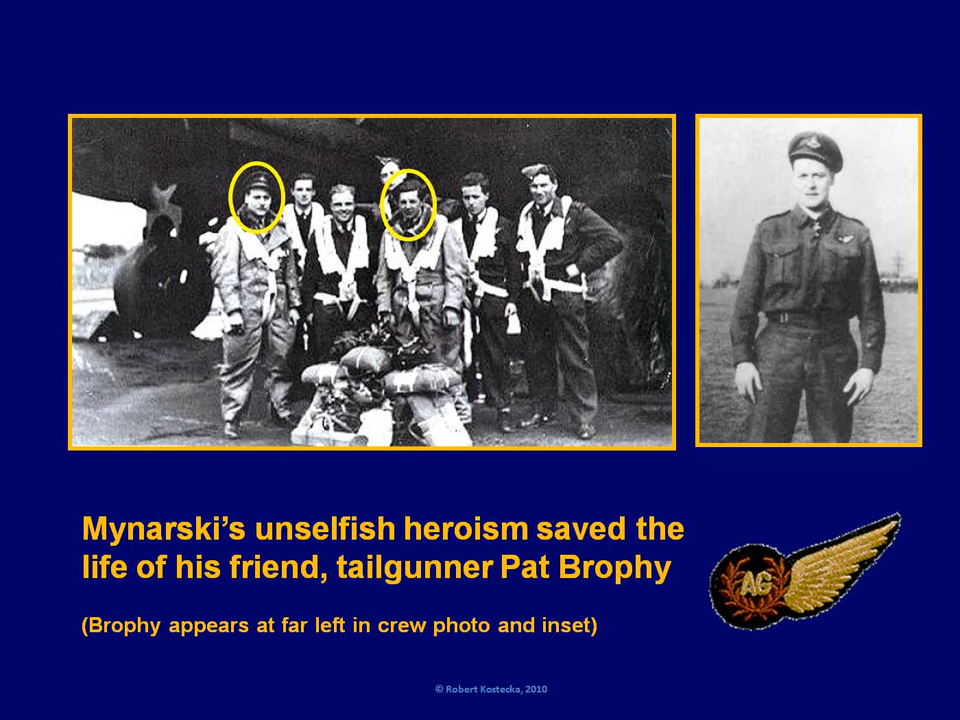 Mynarski’s unselfish heroism saved the
life of his friend, tailgunner Pat Brophy
AG
(Brophy appears at far left in crew photo and inset)
© Robert Kostecka, 2010